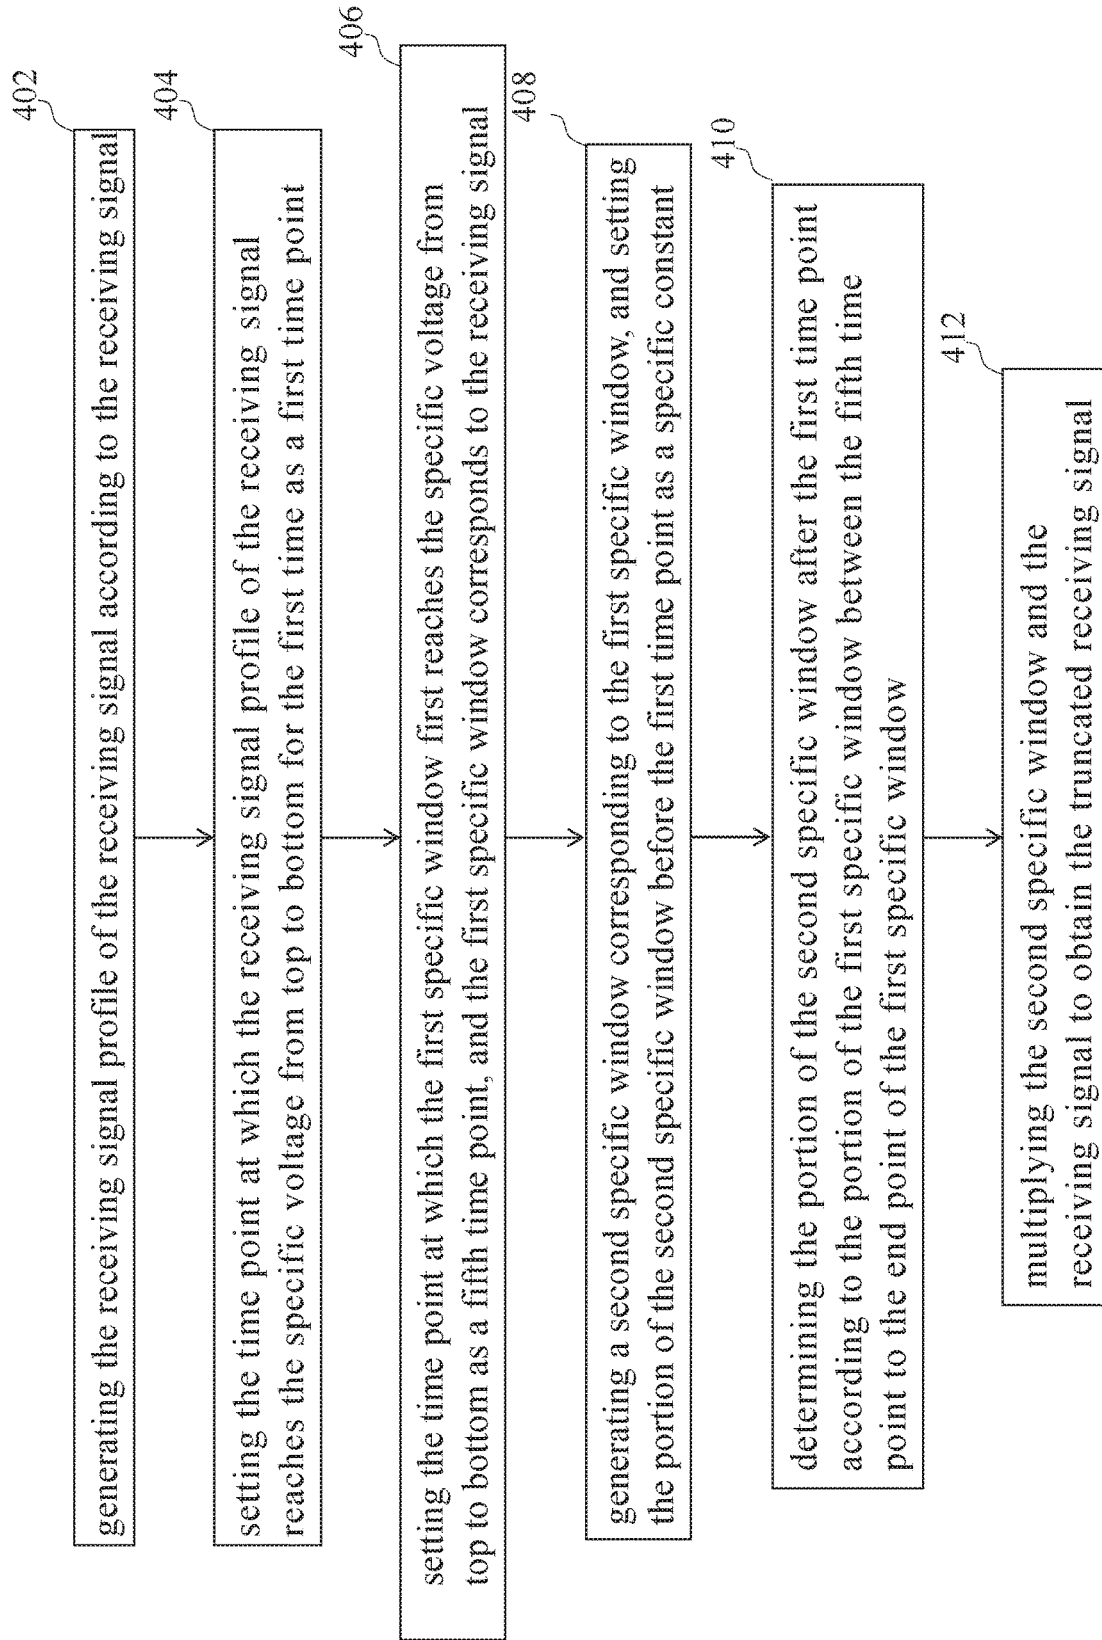 402
generating the receiving signal profile of the receiving signal according to the receiving signal
404
setting the time point at which the receiving signal profile of the receiving signal
reaches the specific voltage from top to bottom for the first time as a first time point
406
setting the time point at which the first specific window first reaches the specific voltage from
top to bottom as a fifth time point, and the first specific window corresponds to the receiving signal
408
generating a second specific window corresponding to the first specific window, and setting
the portion of the second specific window before the first time point as a specific constant
410
determining the portion of the second specific window after the first time point
according to the portion of the first specific window between the fifth time
point to the end point of the first specific window
412
multiplying the second specific window and the
receiving signal to obtain the truncated receiving signal